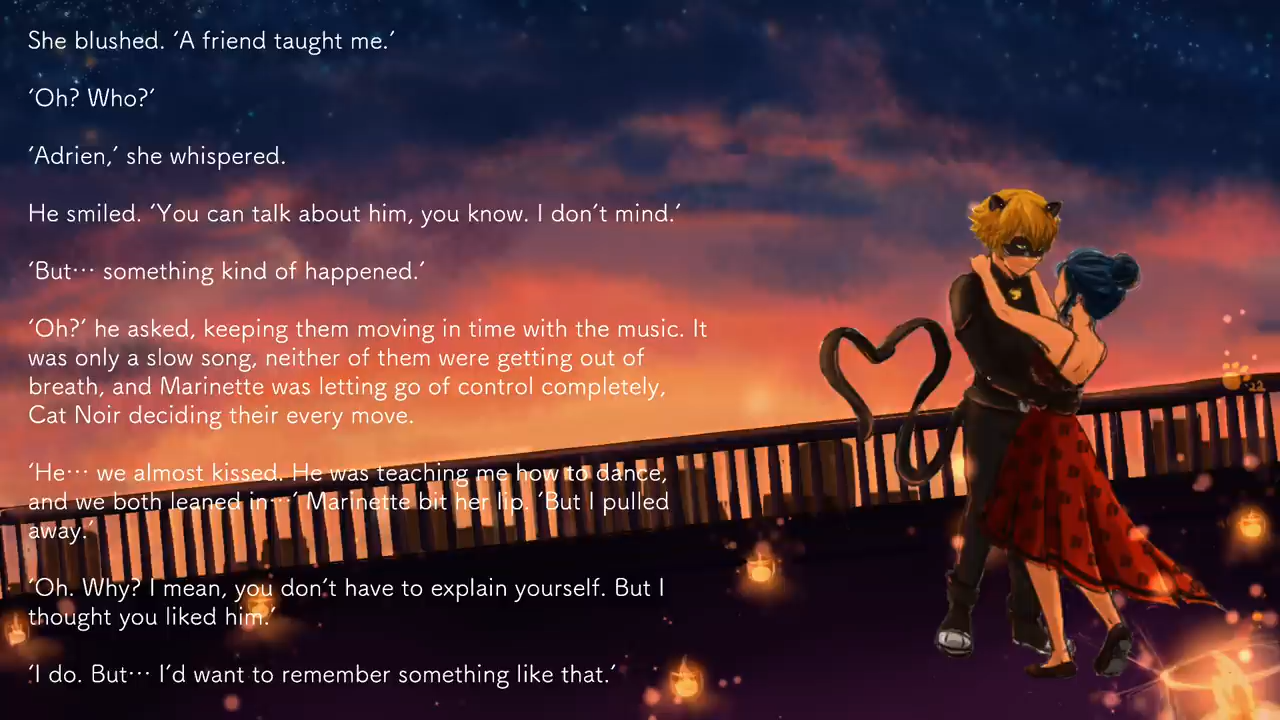 She blushed. ‘A friend taught me.’
‘Oh? Who?’
‘Adrien,’ she whispered.
He smiled. ‘You can talk about him, you know. I don’t mind.’
‘But… something kind of happened.’
‘Oh?’ he asked, keeping them moving in time with the music. It
was only a slow song, neither of them were getting out of
breath, and Marinette was letting go of control completely,
Cat Noir deciding their every move.
‘He… we almost kissed. He was teaching me how to dance,
and we both leaned in…’ Marinette bit her lip. ‘But I pulled
away.’
‘Oh. Why? I mean, you don’t have to explain yourself. But I
thought you liked him.’
‘I do. But… I’d want to remember something like that.’
'22